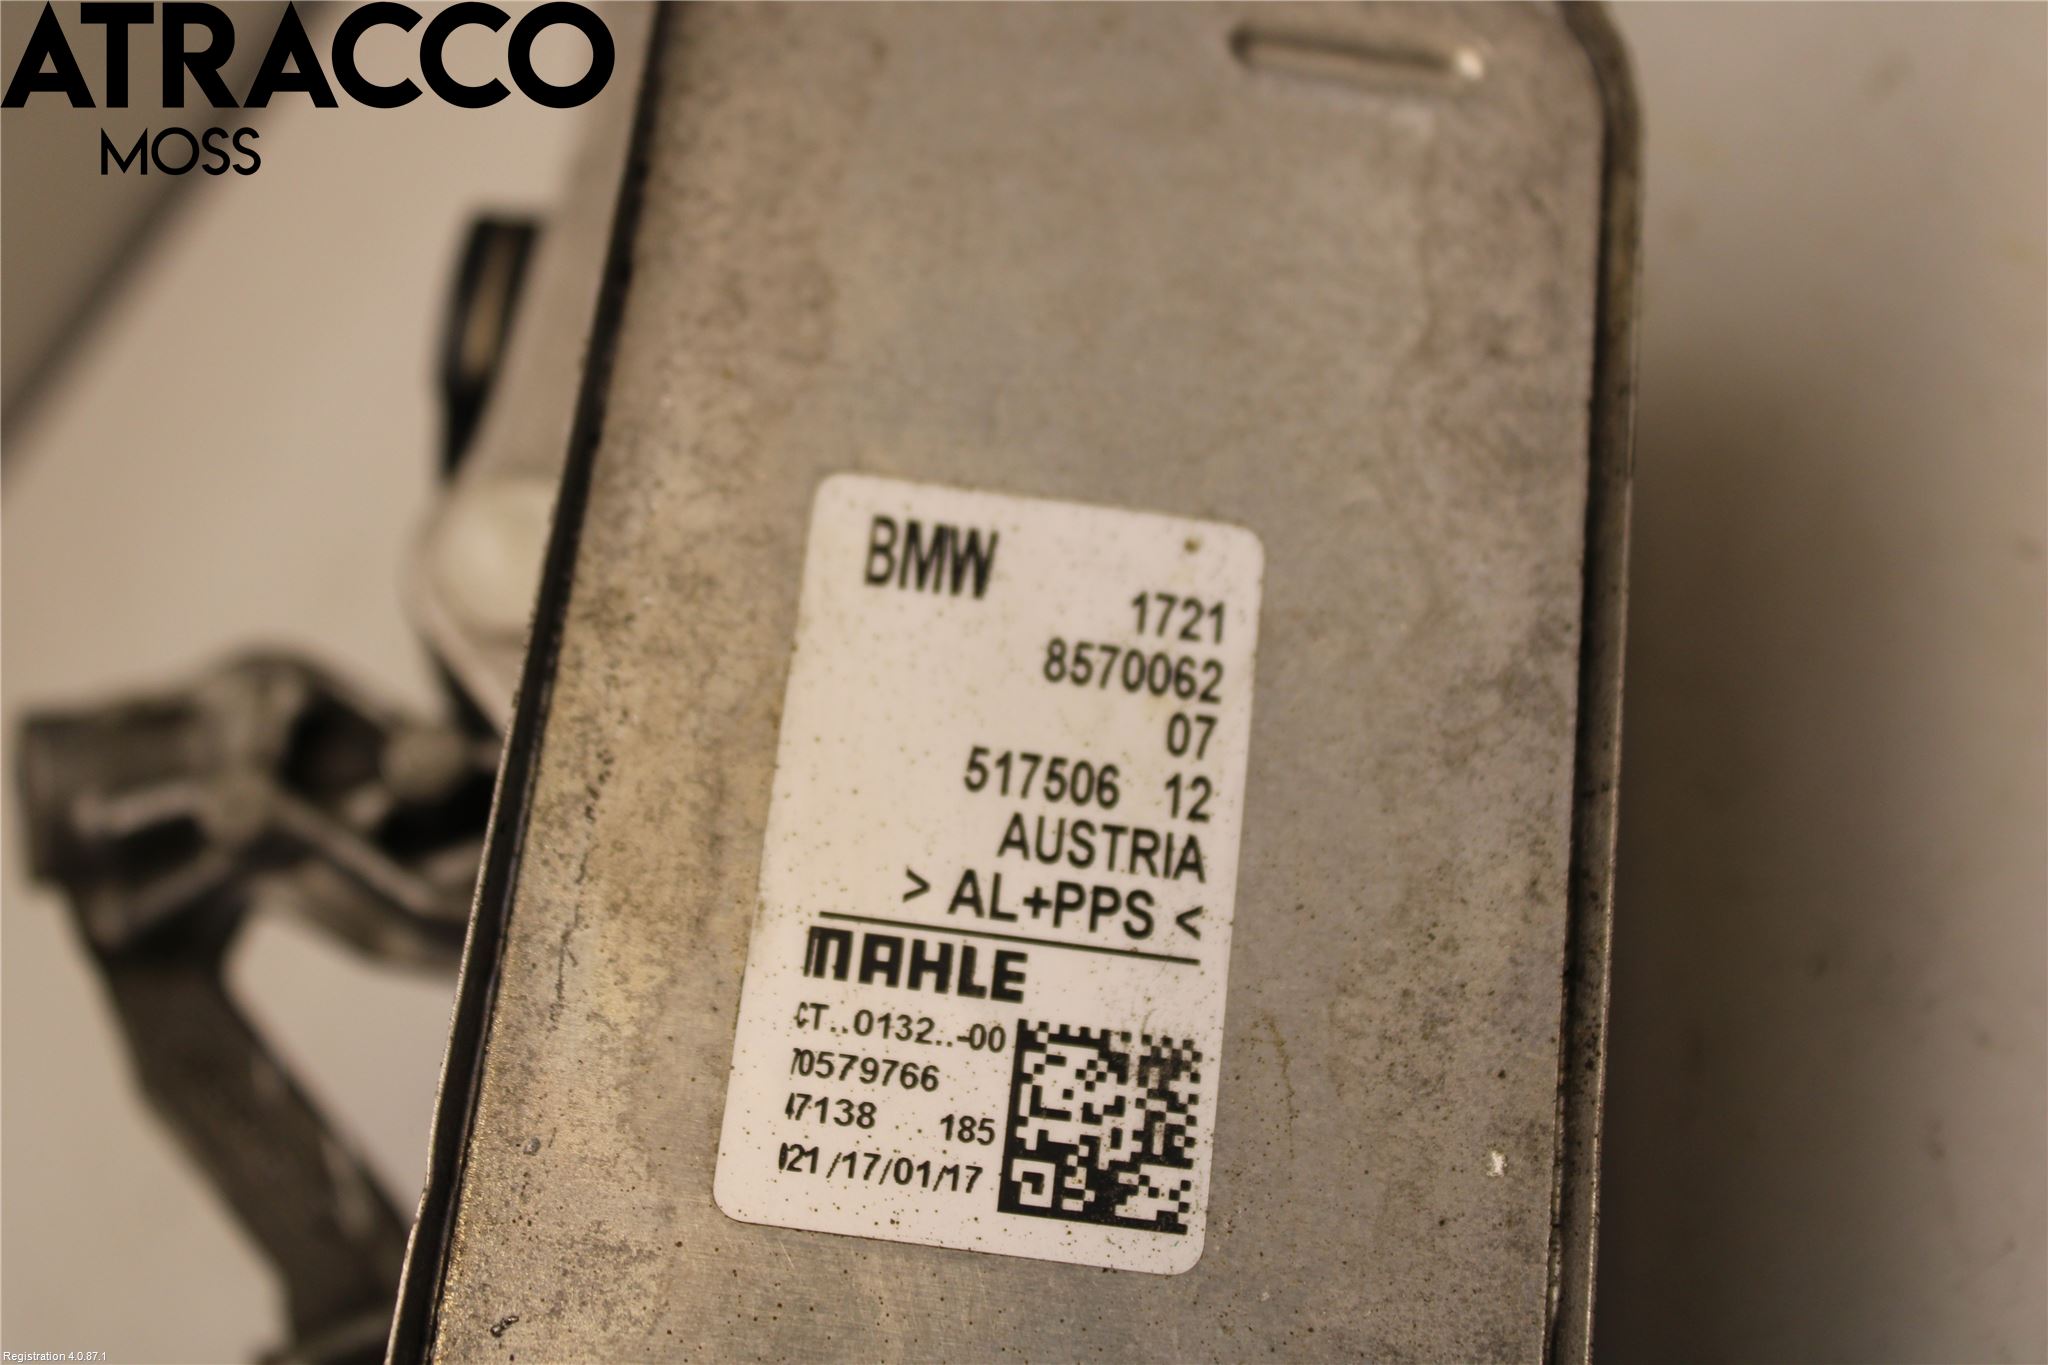 ATRACCO
MOSS
BMW
1721
8570062
07
517506 12
AUSTRIA
> AL+PPS <
MAHLE
CT..0132..-00
70579766
47138 185
021/17/01/17
Registration 4.0.87.1